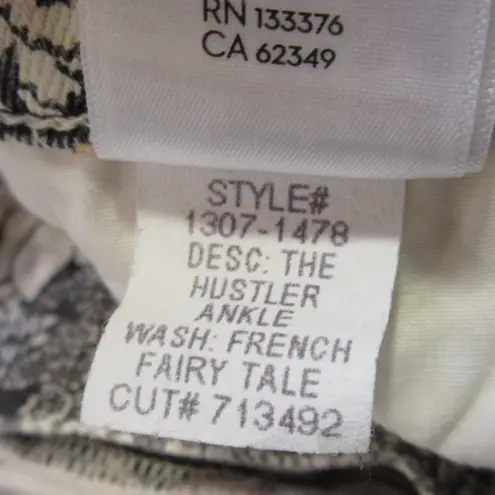 RN 133376
CA 62349
STYLE#
1307-1478
DESC: THE
HUSTLER
ANKLE
WASH: FRENCH
FAIRY TALE
CUT# 713492